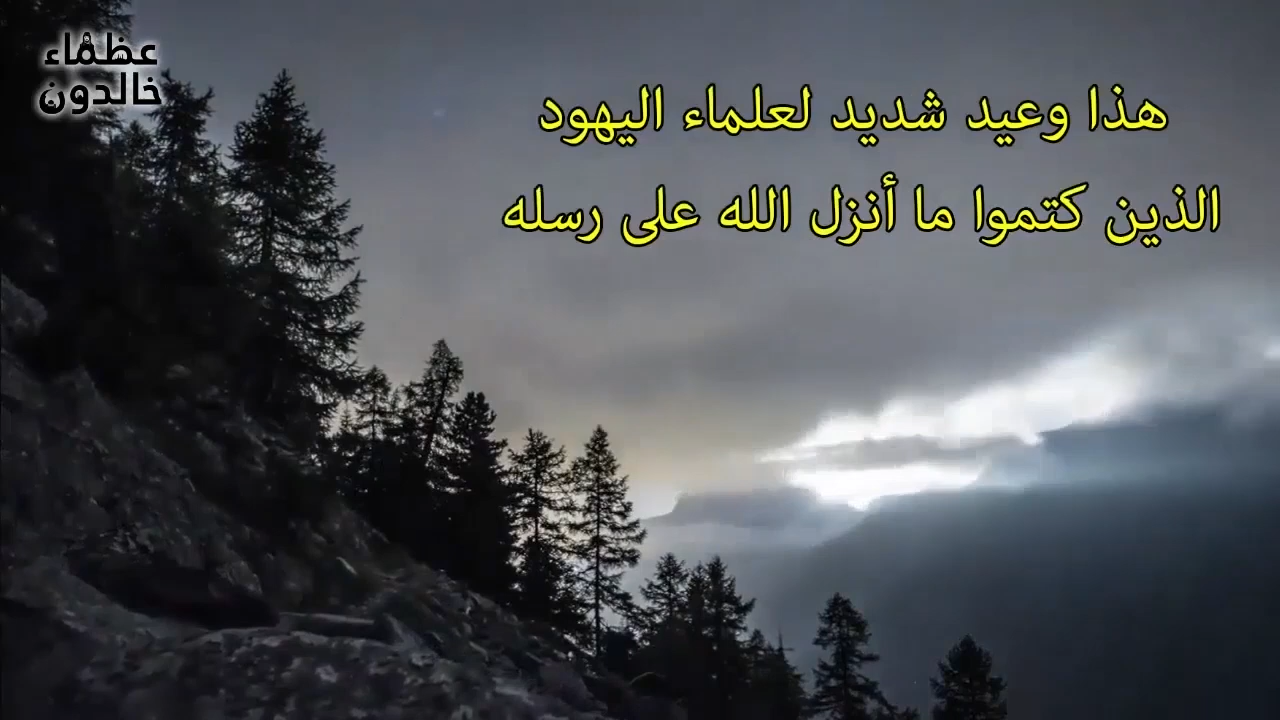 عظماء
خالدون
هذا وعيد شديد لعلماء اليهود
الذين كتموا ما أنزل الله على رسله